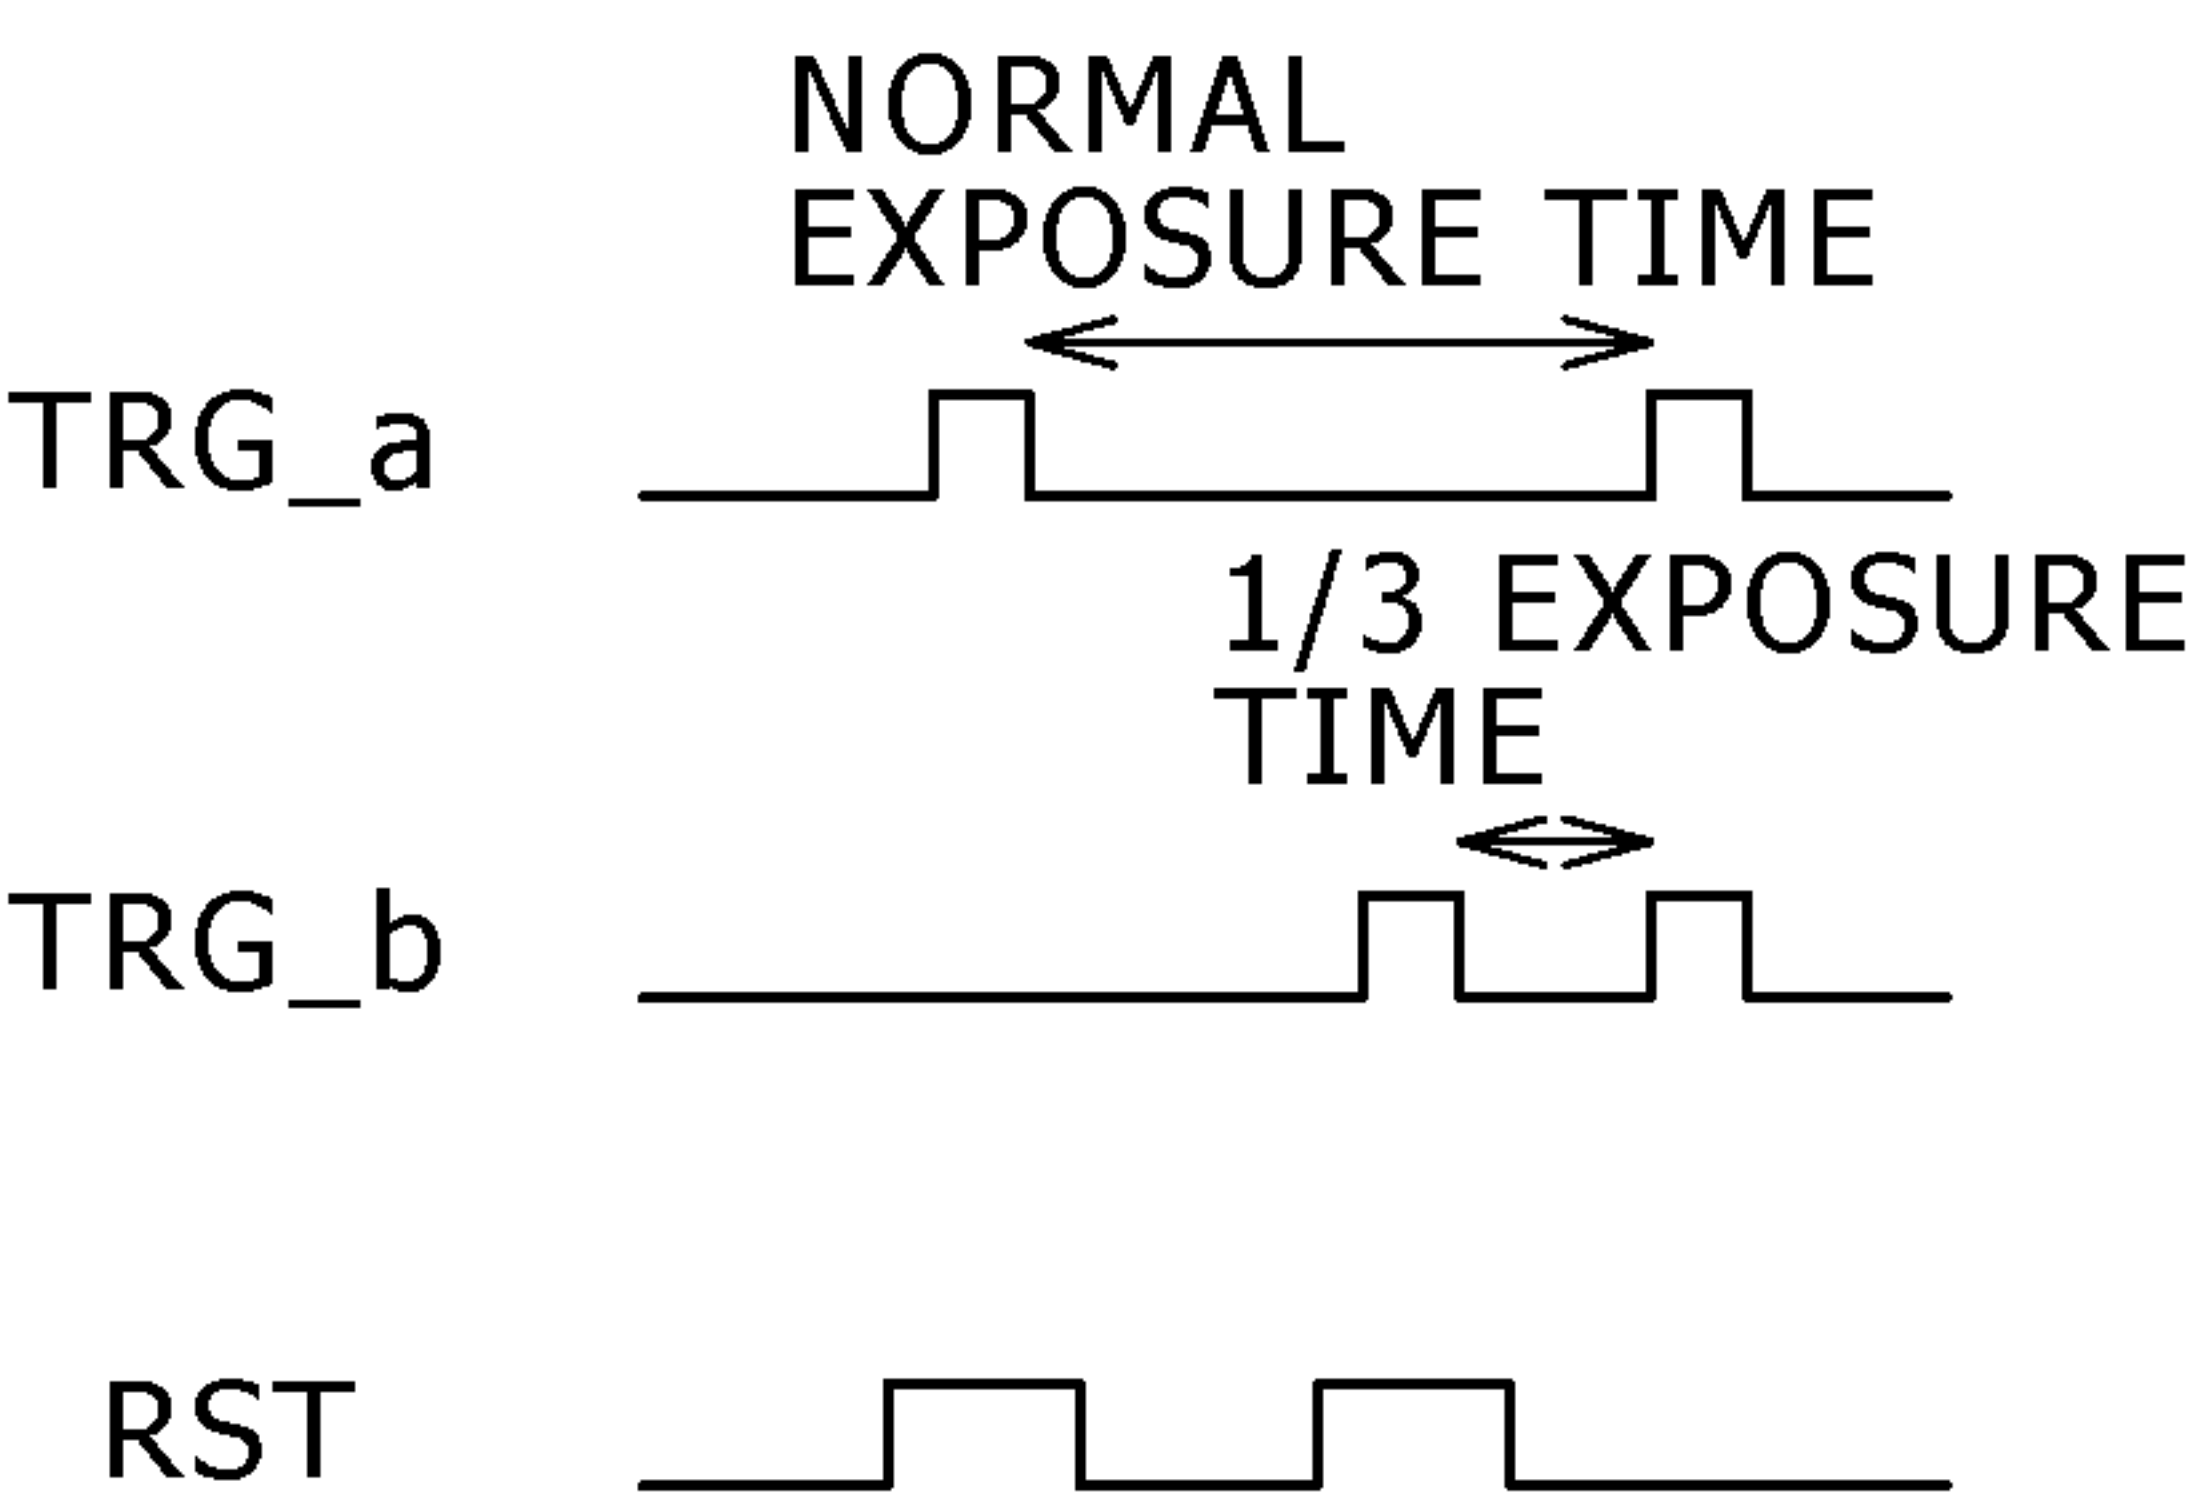 NORMAL
EXPOSURE TIME
TRG_a
1/3 EXPOSURE
TIME
TRG_b
RST